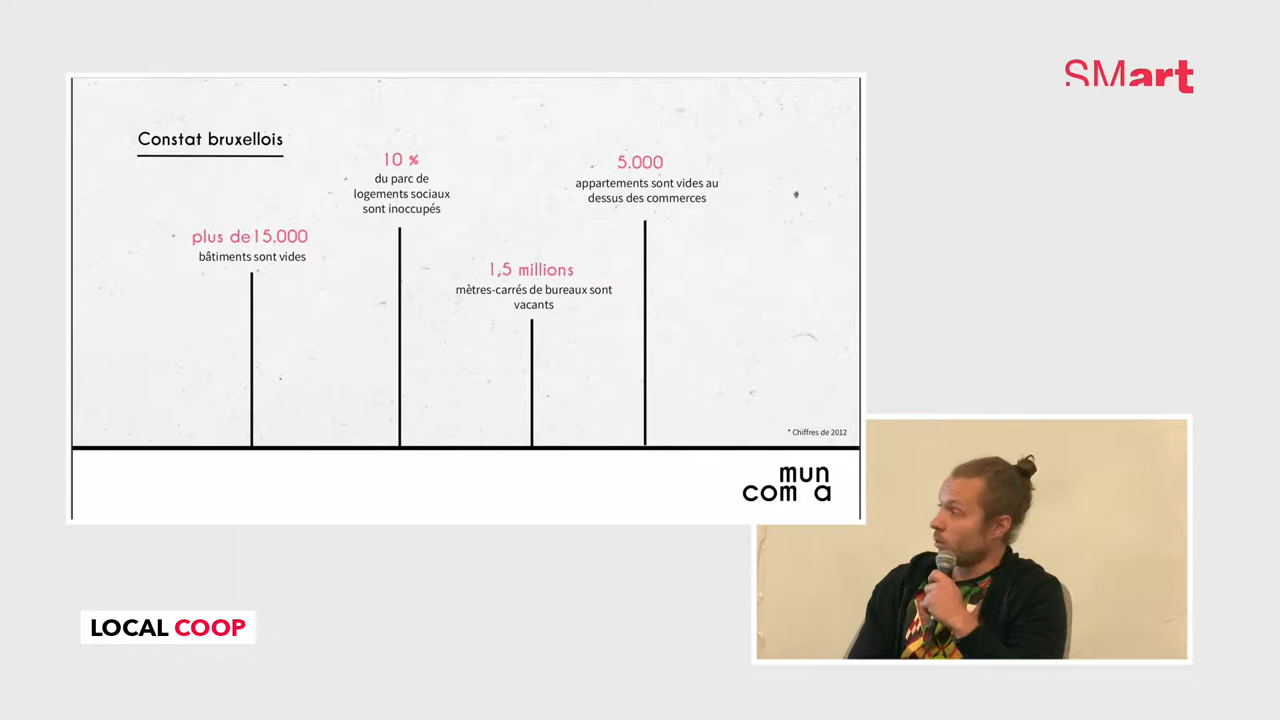 SMart
Constat bruxellois
10 %
du parc de
logements sociaux
sont inoccupés
5.000
appartements sont vides au
dessus des commerces
plus de15.000
bâtiments sont vides
1,5 millions
mètres-carrés de bureaux sont
vacants
* Chiffres de 2012
mun
com a
LOCAL COOP